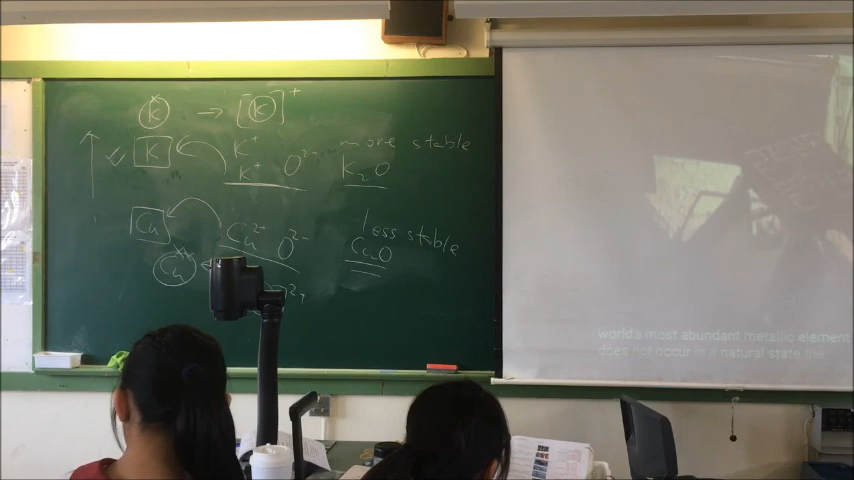 K → [K]⁺
K K⁺ more stable
K⁺ O²⁻ K₂O
Cu Cu²⁺ O²⁻ less stable
Cu CuO
world's most abundant metallic element
does not occur in a natural state the